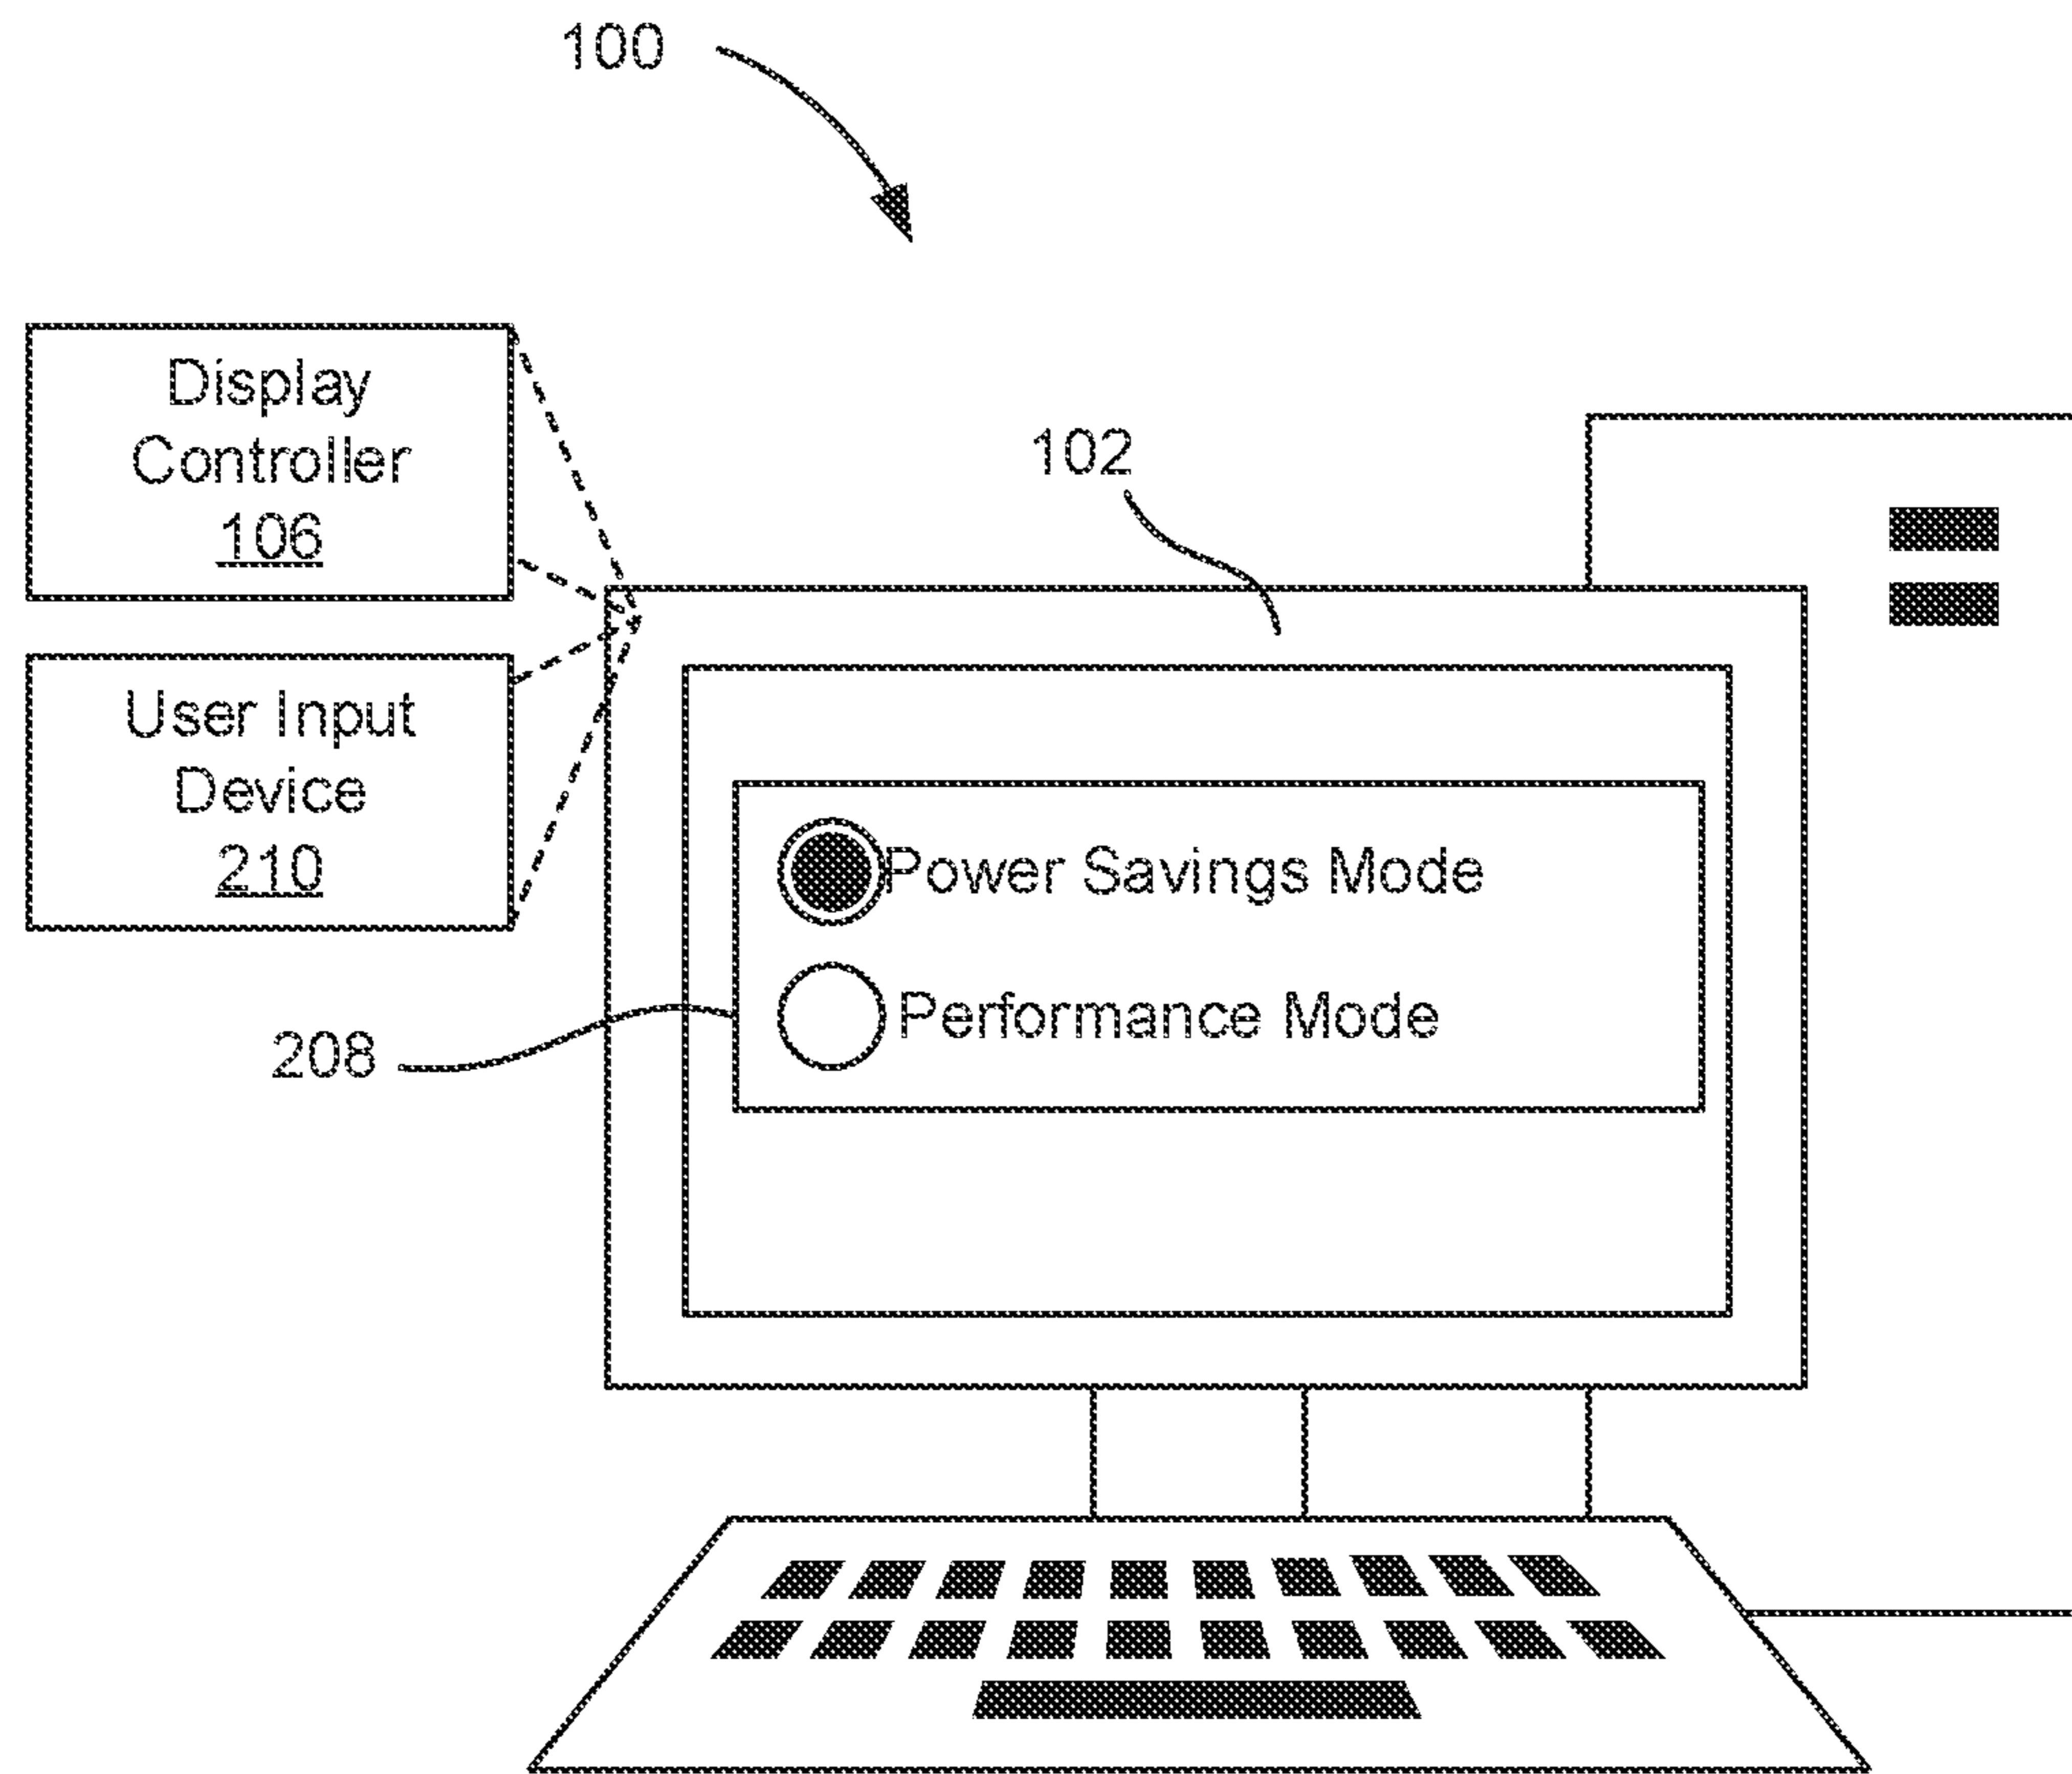 100
Display
Controller
106
102
User Input
Device
210
Power Savings Mode
Performance Mode
208